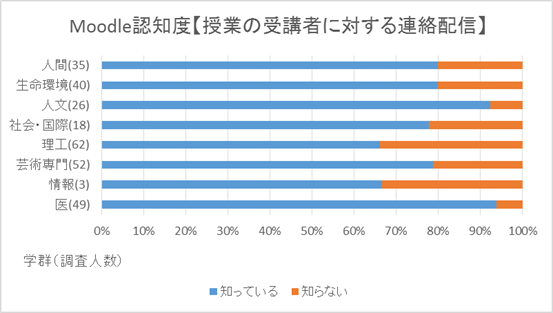 Moodle認知度【授業の受講者に対する連絡配信】
人間(35)
生命環境(40)
人文(26)
社会・国際(18)
理工(62)
芸術専門(52)
情報(3)
医(49)
0% 10% 20% 30% 40% 50% 60% 70% 80% 90% 100%
学群(調査人数)
知っている 知らない